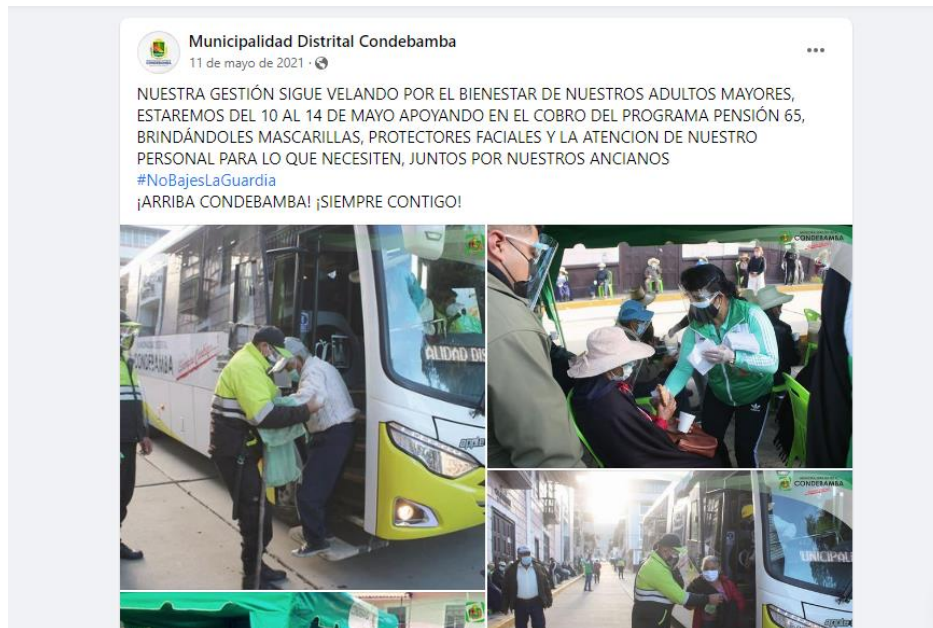 Municipalidad Distrital Condebamba
11 de mayo de 2021 ·
NUESTRA GESTIÓN SIGUE VELANDO POR EL BIENESTAR DE NUESTROS ADULTOS MAYORES,
ESTAREMOS DEL 10 AL 14 DE MAYO APOYANDO EN EL COBRO DEL PROGRAMA PENSIÓN 65,
BRINDÁNDOLES MASCARILLAS, PROTECTORES FACIALES Y LA ATENCION DE NUESTRO
PERSONAL PARA LO QUE NECESITEN, JUNTOS POR NUESTROS ANCIANOS
#NoBajesLaGuardia
¡ARRIBA CONDEBAMBA! ¡SIEMPRE CONTIGO!
CONDEBAMBA
ALIDAD DIS
apple
CONDEBAMBA
CONDEBAMBA
UNICIPAL
apple